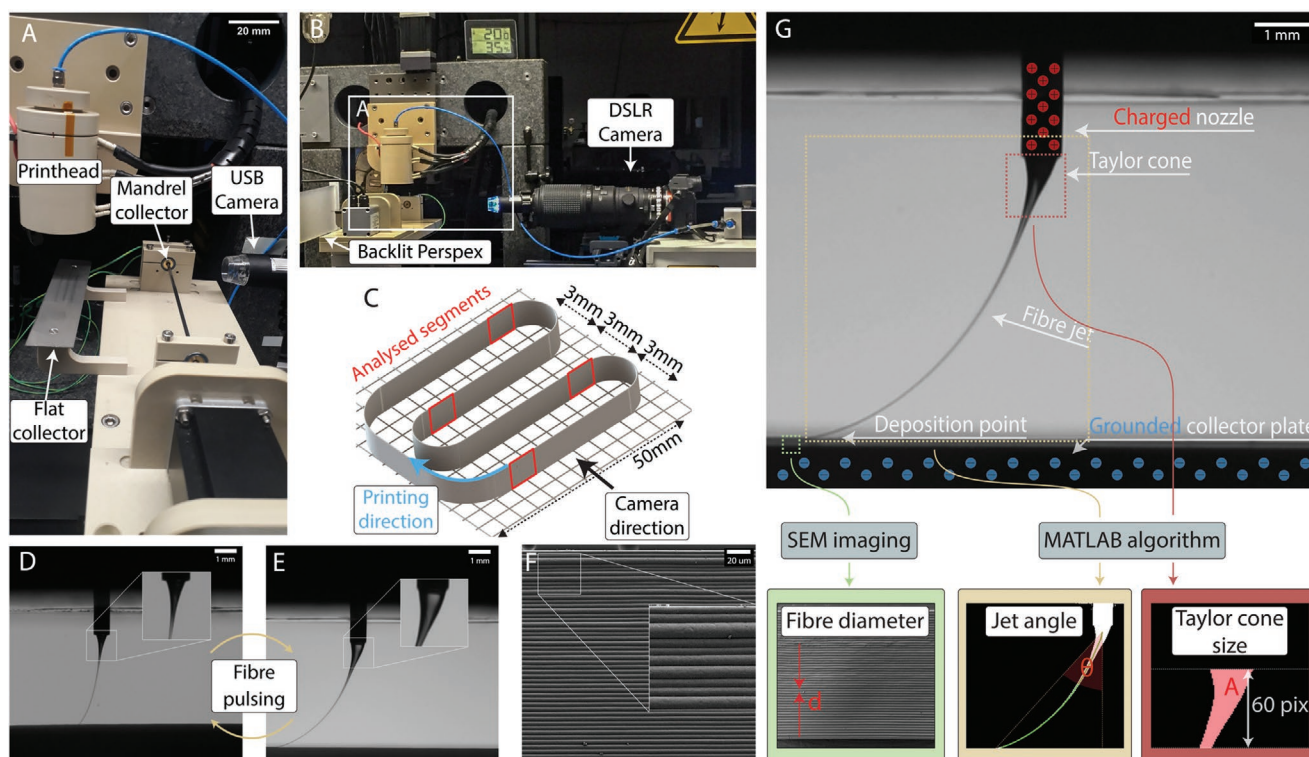 A
20 mm
Printhead
Mandrel
collector
USB
Camera
Flat
collector
B
A
DSLR
Camera
Backlit Perspex
C
Analysed segments
3mm
3mm
3mm
50mm
Printing
direction
Camera
direction
D
1 mm
E
1 mm
Fibre
pulsing
F
20 um
G
1 mm
Charged nozzle
Taylor cone
Fibre jet
Deposition point
Grounded collector plate
SEM imaging
MATLAB algorithm
Fibre diameter
d
Jet angle
θ
Taylor cone
size
A
60 pix